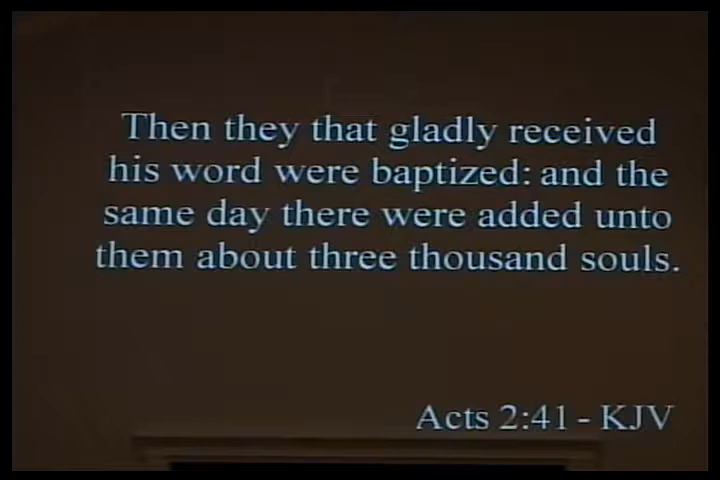 Then they that gladly received
his word were baptized: and the
same day there were added unto
them about three thousand souls.
Acts 2:41 - KJV